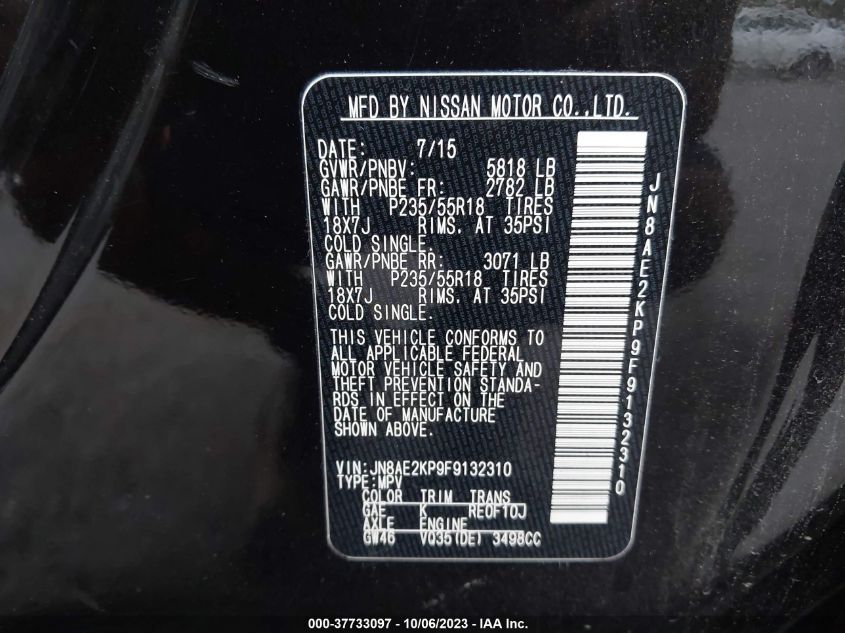 MFD BY NISSAN MOTOR CO.,LTD.
DATE: 7/15
GVWR/PNBV: 5818 LB
GAWR/PNBE FR: 2782 LB
WITH P235/55R18 TIRES
18X7J RIMS. AT 35PSI
COLD SINGLE.
GAWR/PNBE RR: 3071 LB
WITH P235/55R18 TIRES
18X7J RIMS. AT 35PSI
COLD SINGLE.
THIS VEHICLE CONFORMS TO
ALL APPLICABLE FEDERAL
MOTOR VEHICLE SAFETY AND
THEFT PREVENTION STANDA-
RDS IN EFFECT ON THE
DATE OF MANUFACTURE
SHOWN ABOVE.
VIN:JN8AE2KP9F9132310
TYPE:MPV
COLOR TRIM TRANS
GAE K RE0F10J
AXLE ENGINE
GW46 VQ35(DE) 3498CC
JN8AE2KP9F9132310
000-37733097 - 10/06/2023 - IAA Inc.